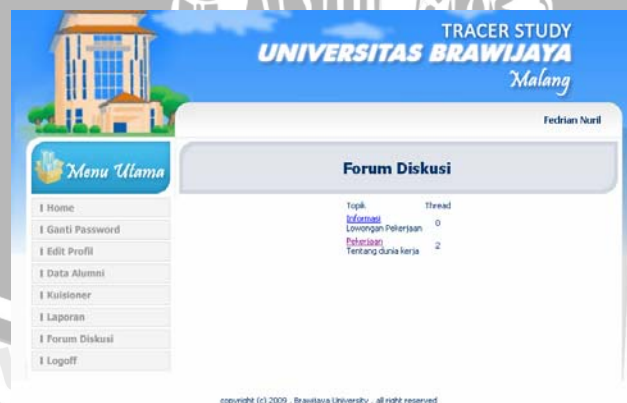 TRACER STUDY
UNIVERSITAS BRAWIJAYA
Malang
Fedrian Nuril
Menu Utama
Forum Diskusi
Home
Ganti Password
Edit Profil
Data Alumni
Kuisioner
Laporan
Forum Diskusi
Logoff
Topik Thread
Informasi 0
Lowongan Pekerjaan
Pekerjaan 2
Tentang dunia kerja
copyright (c) 2009 . Brawijaya University . all right reserved